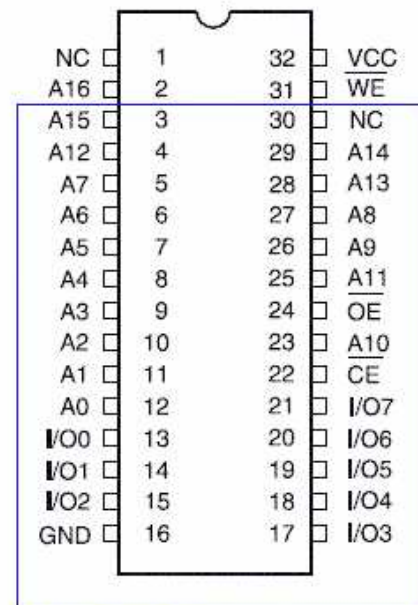 NC 1 32 VCC
A16 2 31 W̅E̅
A15 3 30 NC
A12 4 29 A14
A7 5 28 A13
A6 6 27 A8
A5 7 26 A9
A4 8 25 A11
A3 9 24 O̅E̅
A2 10 23 A10
A1 11 22 C̅E̅
A0 12 21 I/O7
I/O0 13 20 I/O6
I/O1 14 19 I/O5
I/O2 15 18 I/O4
GND 16 17 I/O3